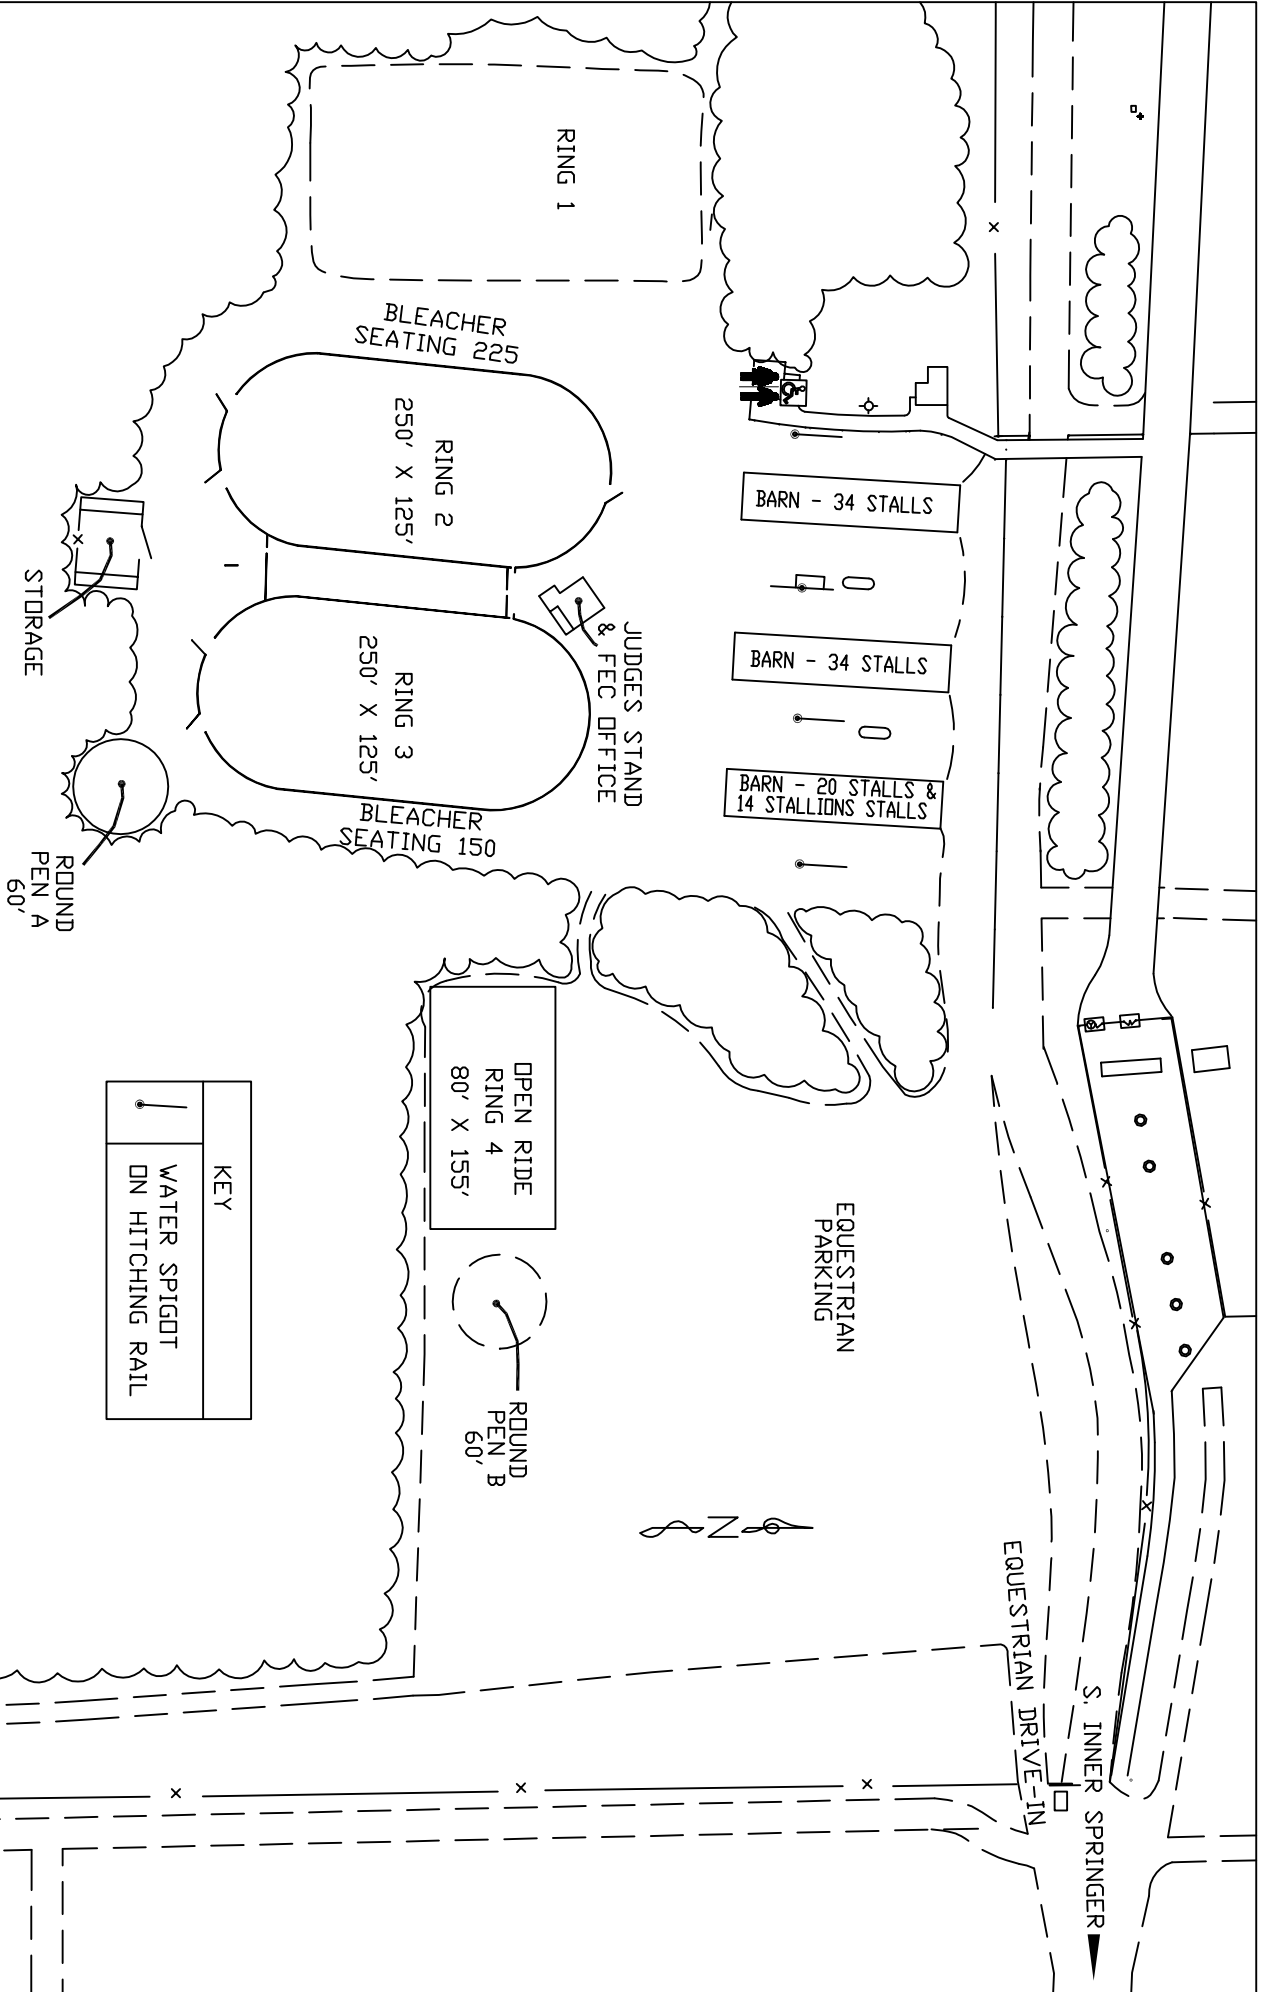 RING 1
BLEACHER
SEATING 225
RING 2
250' X 125'
BARN - 34 STALLS
BARN - 34 STALLS
BARN - 20 STALLS &
14 STALLIONS STALLS
JUDGES STAND
& FEC OFFICE
RING 3
250' X 125'
BLEACHER
SEATING 150
STORAGE
ROUND
PEN A
60'
OPEN RIDE
RING 4
80' X 155'
EQUESTRIAN
PARKING
ROUND
PEN B
60'
KEY
WATER SPIGOT
ON HITCHING RAIL
N
EQUESTRIAN DRIVE-IN
S. INNER SPRINGER